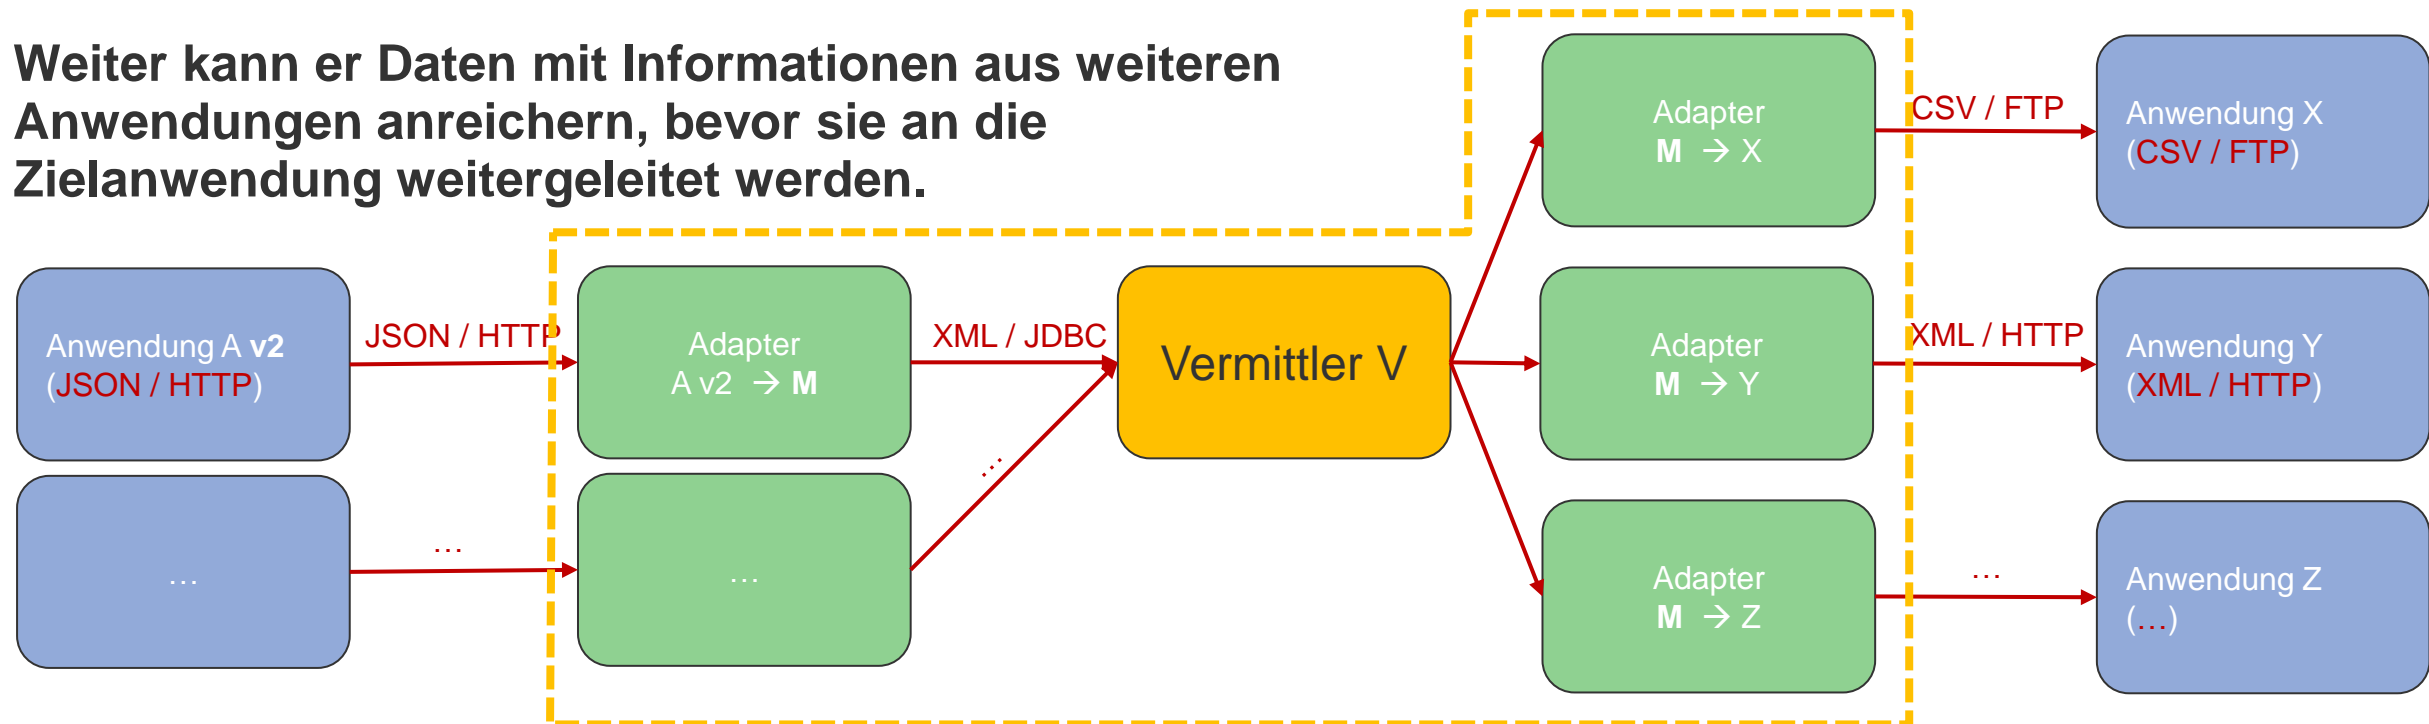 Weiter kann er Daten mit Informationen aus weiteren
Anwendungen anreichern, bevor sie an die
Zielanwendung weitergeleitet werden.
Adapter
M → X
CSV / FTP
Anwendung X
(CSV / FTP)
Anwendung A v2
(JSON / HTTP)
JSON / HTTP
Adapter
A v2 → M
XML / JDBC
Vermittler V
Adapter
M → Y
XML / HTTP
Anwendung Y
(XML / HTTP)
…
…
…
…
Adapter
M → Z
…
Anwendung Z
(…)